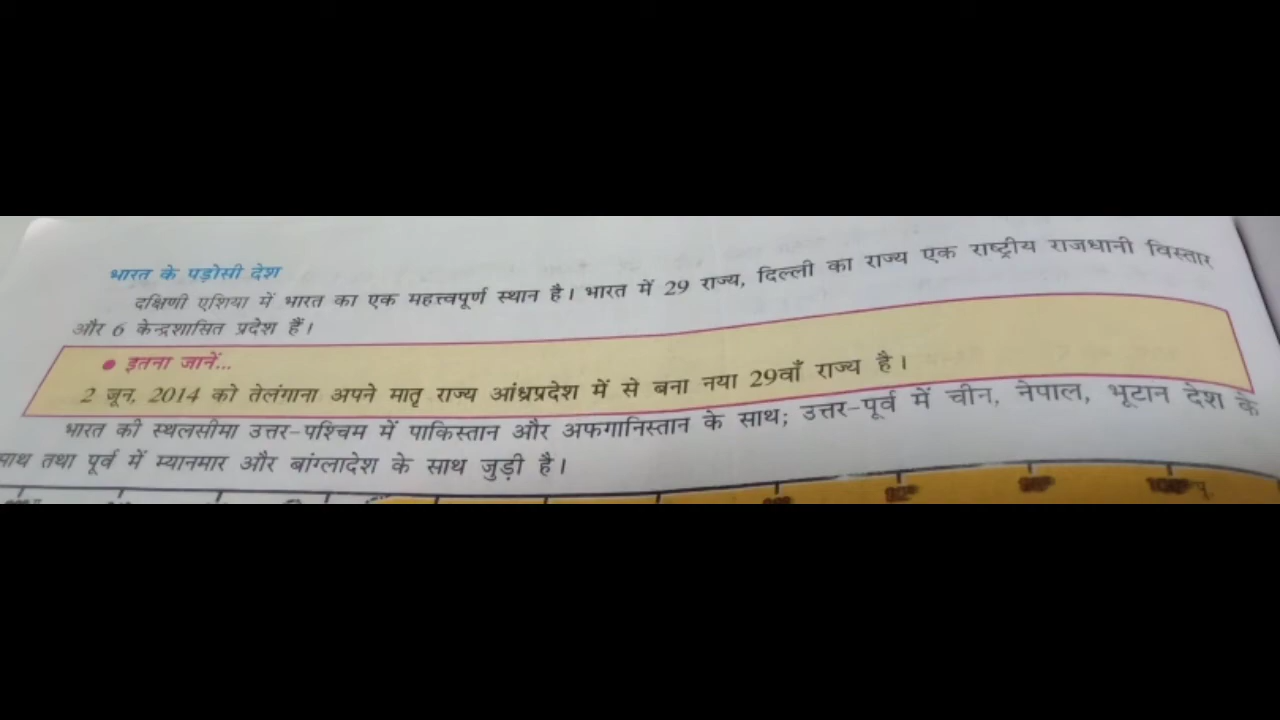 भारत के पड़ोसी देश
दक्षिणी एशिया में भारत का एक महत्त्वपूर्ण स्थान है। भारत में 29 राज्य, दिल्ली का राज्य एक राष्ट्रीय राजधानी विस्तार
और 6 केन्द्रशासित प्रदेश हैं।
• इतना जानें...
2 जून, 2014 को तेलंगाना अपने मातृ राज्य आंध्रप्रदेश में से बना नया 29वाँ राज्य है।
भारत की स्थलसीमा उत्तर-पश्चिम में पाकिस्तान और अफगानिस्तान के साथ; उत्तर-पूर्व में चीन, नेपाल, भूटान देश के
साथ तथा पूर्व में म्यानमार और बांग्लादेश के साथ जुड़ी है।